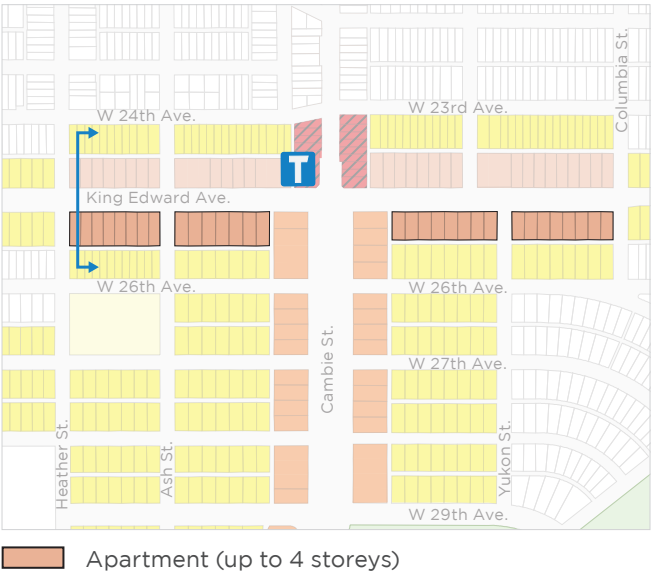 Columbia St.
W 24th Ave.
W 23rd Ave.
T
King Edward Ave.
W 26th Ave.
W 26th Ave.
Cambie St.
W 27th Ave.
Heather St.
Ash St.
Yukon St.
W 29th Ave.
Apartment (up to 4 storeys)